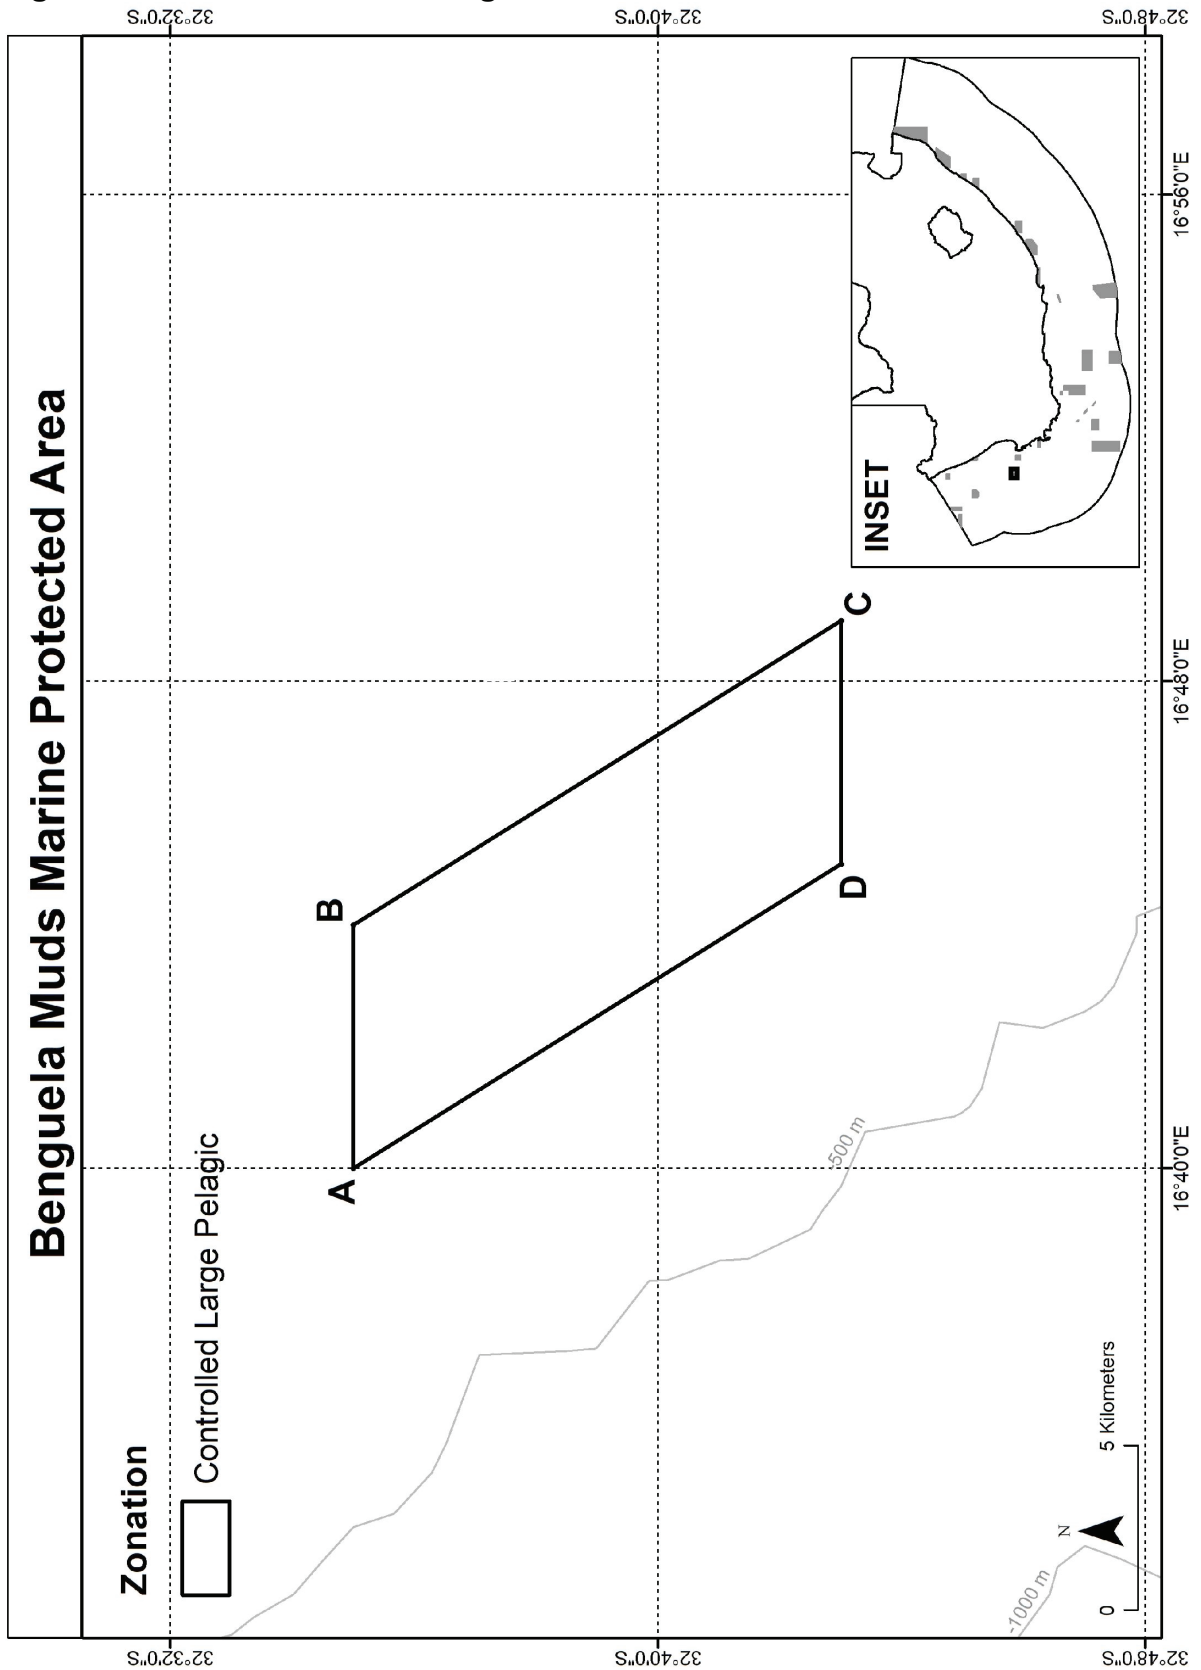 Benguela Muds Marine Protected Area
32°32'0"S
32°32'0"S
Zonation
Controlled Large Pelagic
A
B
32°40'0"S
32°40'0"S
-500 m
D
C
INSET
-1000 m
N
0
5 Kilometers
32°48'0"S
32°48'0"S
16°40'0"E
16°48'0"E
16°56'0"E